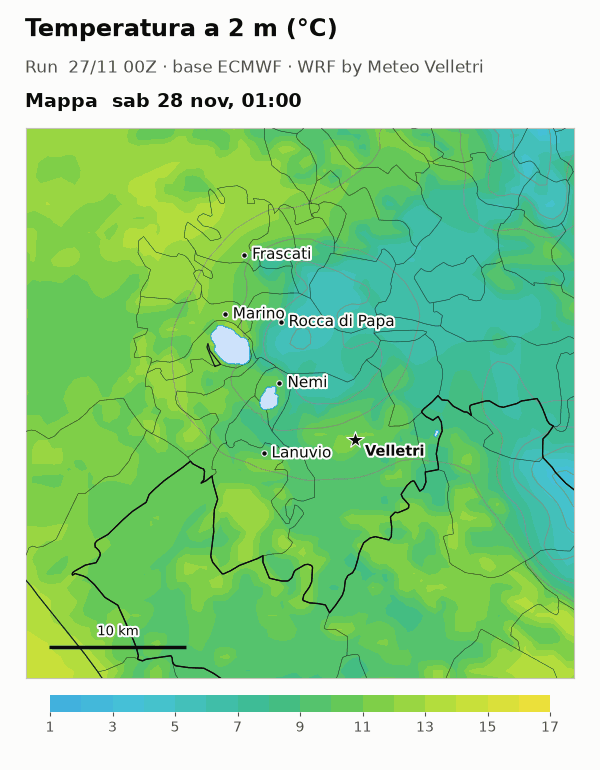 Temperatura a 2 m (°C)
Run  27/11 00Z · base ECMWF · WRF by Meteo Velletri
Mappa  sab 28 nov, 01:00
Frascati
Marino
Rocca di Papa
Nemi
Velletri
Lanuvio
10 km
1 3 5 7 9 11 13 15 17